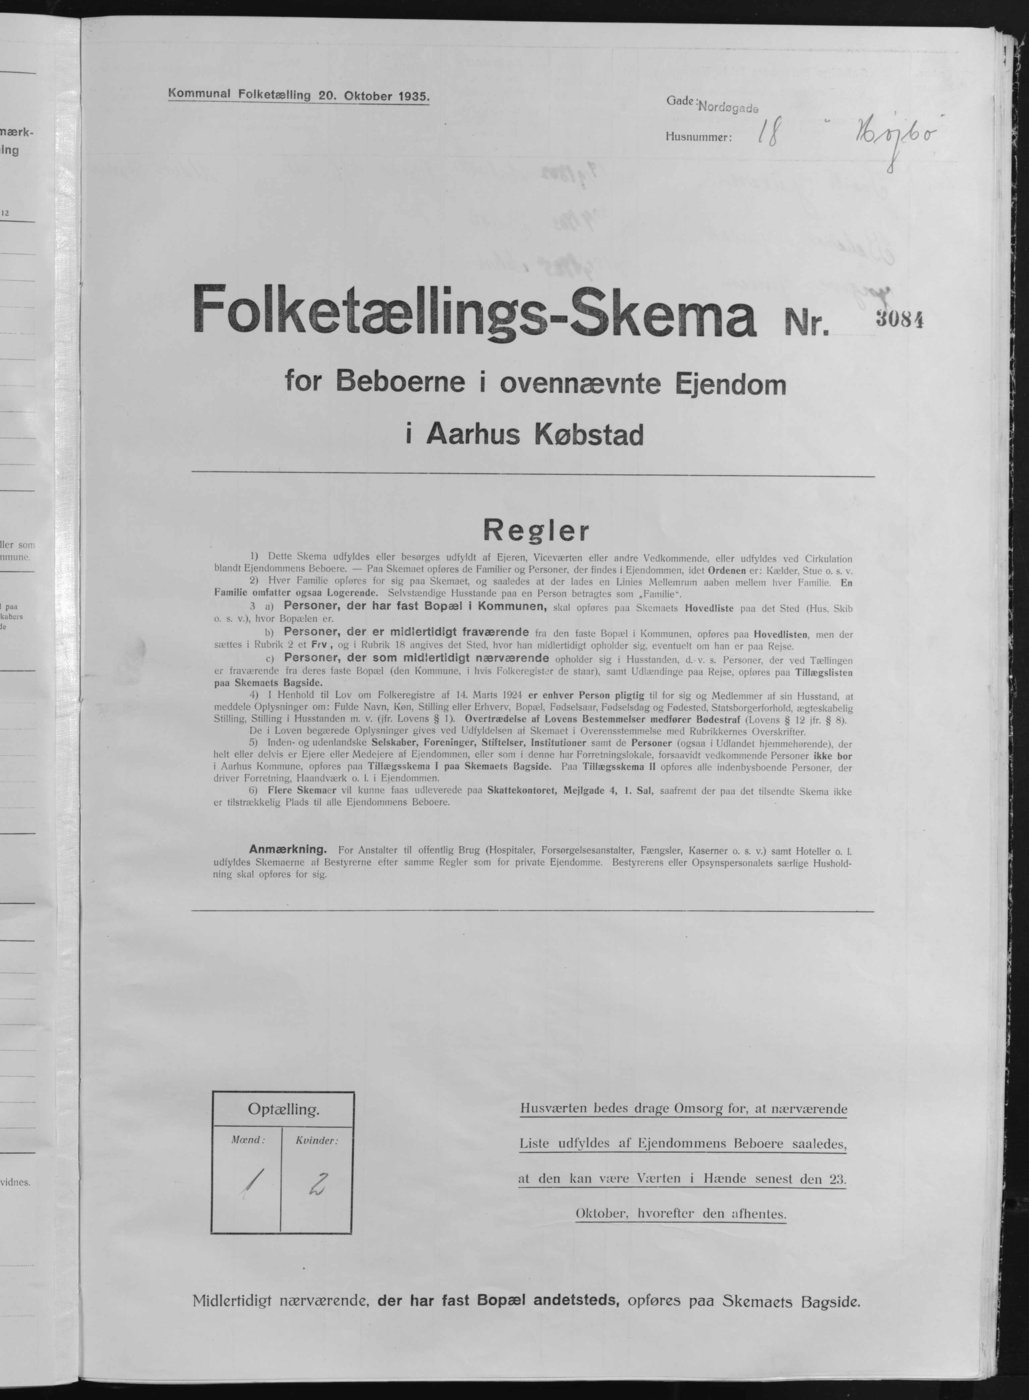 mærk-
ing
12
ller som
mmune.
l paa
kabers
de
vidnes.
Kommunal Folketælling 20. Oktober 1935.
Gade: Nordøgade
Husnummer: 18 " Højbo
Folketællings-Skema Nr. 3084
for Beboerne i ovennævnte Ejendom
i Aarhus Købstad
Regler
1) Dette Skema udfyldes eller besørges udfyldt af Ejeren, Viceværten eller andre Vedkommende, eller udfyldes ved Cirkulation
blandt Ejendommens Beboere. — Paa Skemaet opføres de Familier og Personer, der findes i Ejendommen, idet Ordenen er: Kælder, Stue o. s. v.
2) Hver Familie opføres for sig paa Skemaet, og saaledes at der lades en Linies Mellemrum aaben mellem hver Familie. En
Familie omfatter ogsaa Logerende. Selvstændige Husstande paa en Person betragtes som „Familie“.
3 a) Personer, der har fast Bopæl i Kommunen, skal opføres paa Skemaets Hovedliste paa det Sted (Hus, Skib
o. s. v.), hvor Bopælen er.
b) Personer, der er midlertidigt fraværende fra den faste Bopæl i Kommunen, opføres paa Hovedlisten, men der
sættes i Rubrik 2 et Frv., og i Rubrik 18 angives det Sted, hvor han midlertidigt opholder sig, eventuelt om han er paa Rejse.
c) Personer, der som midlertidigt nærværende opholder sig i Husstanden, d. v. s. Personer, der ved Tællingen
er fraværende fra deres faste Bopæl (den Kommune, i hvis Folkeregister de staar), samt Udlændinge paa Rejse, opføres paa Tillægslisten
paa Skemaets Bagside.
4) I Henhold til Lov om Folkeregistre af 14. Marts 1924 er enhver Person pligtig til for sig og Medlemmer af sin Husstand, at
meddele Oplysninger om: Fulde Navn, Køn, Stilling eller Erhverv, Bopæl, Fødselsaar, Fødselsdag og Fødested, Statsborgerforhold, ægteskabelig
Stilling, Stilling i Husstanden m. v. (jfr. Lovens § 1). Overtrædelse af Lovens Bestemmelser medfører Bødestraf (Lovens § 12 jfr. § 8).
De i Loven begærede Oplysninger gives ved Udfyldelsen af Skemaet i Overensstemmelse med Rubrikkernes Overskrifter.
5) Inden- og udenlandske Selskaber, Foreninger, Stiftelser, Institutioner samt de Personer (ogsaa i Udlandet hjemmehørende), der
helt eller delvis er Ejere eller Medejere af Ejendommen, eller som i denne har Forretningslokale, forsaavidt vedkommende Personer ikke bor
i Aarhus Kommune, opføres paa Tillægsskema I paa Skemaets Bagside. Paa Tillægsskema II opføres alle indenbysboende Personer, der
driver Forretning, Haandværk o. l. i Ejendommen.
6) Flere Skemaer vil kunne faas udleverede paa Skattekontoret, Mejlgade 4, 1. Sal, saafremt der paa det tilsendte Skema ikke
er tilstrækkelig Plads til alle Ejendommens Beboere.
Anmærkning. For Anstalter til offentlig Brug (Hospitaler, Forsørgelsesanstalter, Fængsler, Kaserner o. s. v.) samt Hoteller o. l.
udfyldes Skemaerne af Bestyrerne efter samme Regler som for private Ejendomme. Bestyrerens eller Opsynspersonalets særlige Hushold-
ning skal opføres for sig.
Optælling.
Mænd: Kvinder:
1 2
Husværten bedes drage Omsorg for, at nærværende
Liste udfyldes af Ejendommens Beboere saaledes,
at den kan være Værten i Hænde senest den 23.
Oktober, hvorefter den afhentes.
Midlertidigt nærværende, der har fast Bopæl andetsteds, opføres paa Skemaets Bagside.